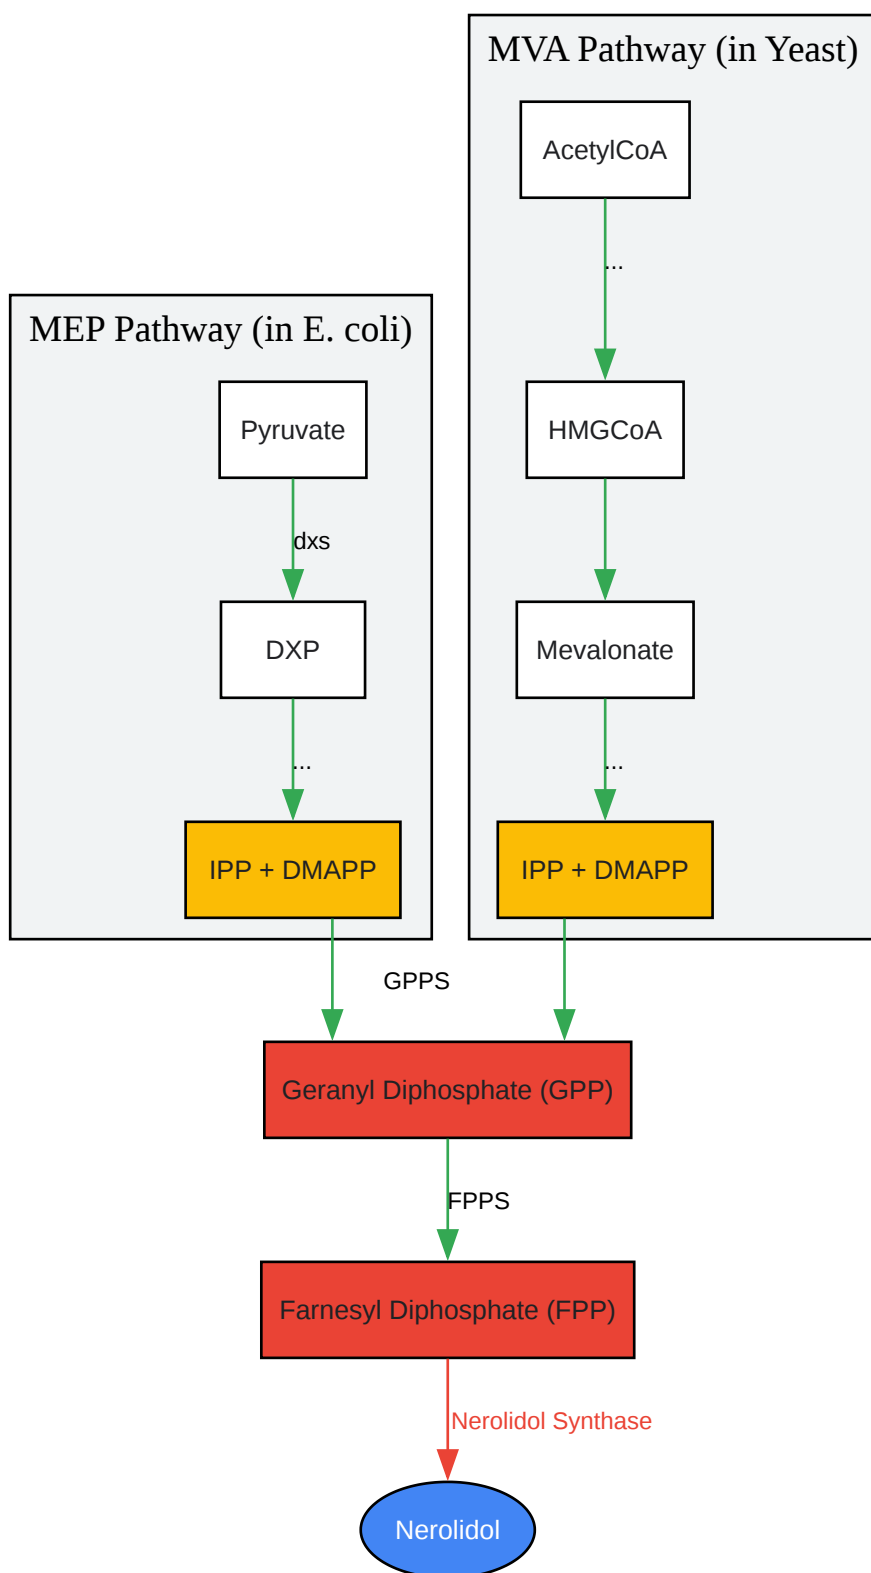 MVA Pathway (in Yeast)
AcetylCoA
...
MEP Pathway (in E. coli)
Pyruvate
HMGCoA
dxs
DXP
Mevalonate
...
...
IPP + DMAPP
IPP + DMAPP
GPPS
Geranyl Diphosphate (GPP)
FPPS
Farnesyl Diphosphate (FPP)
Nerolidol Synthase
Nerolidol